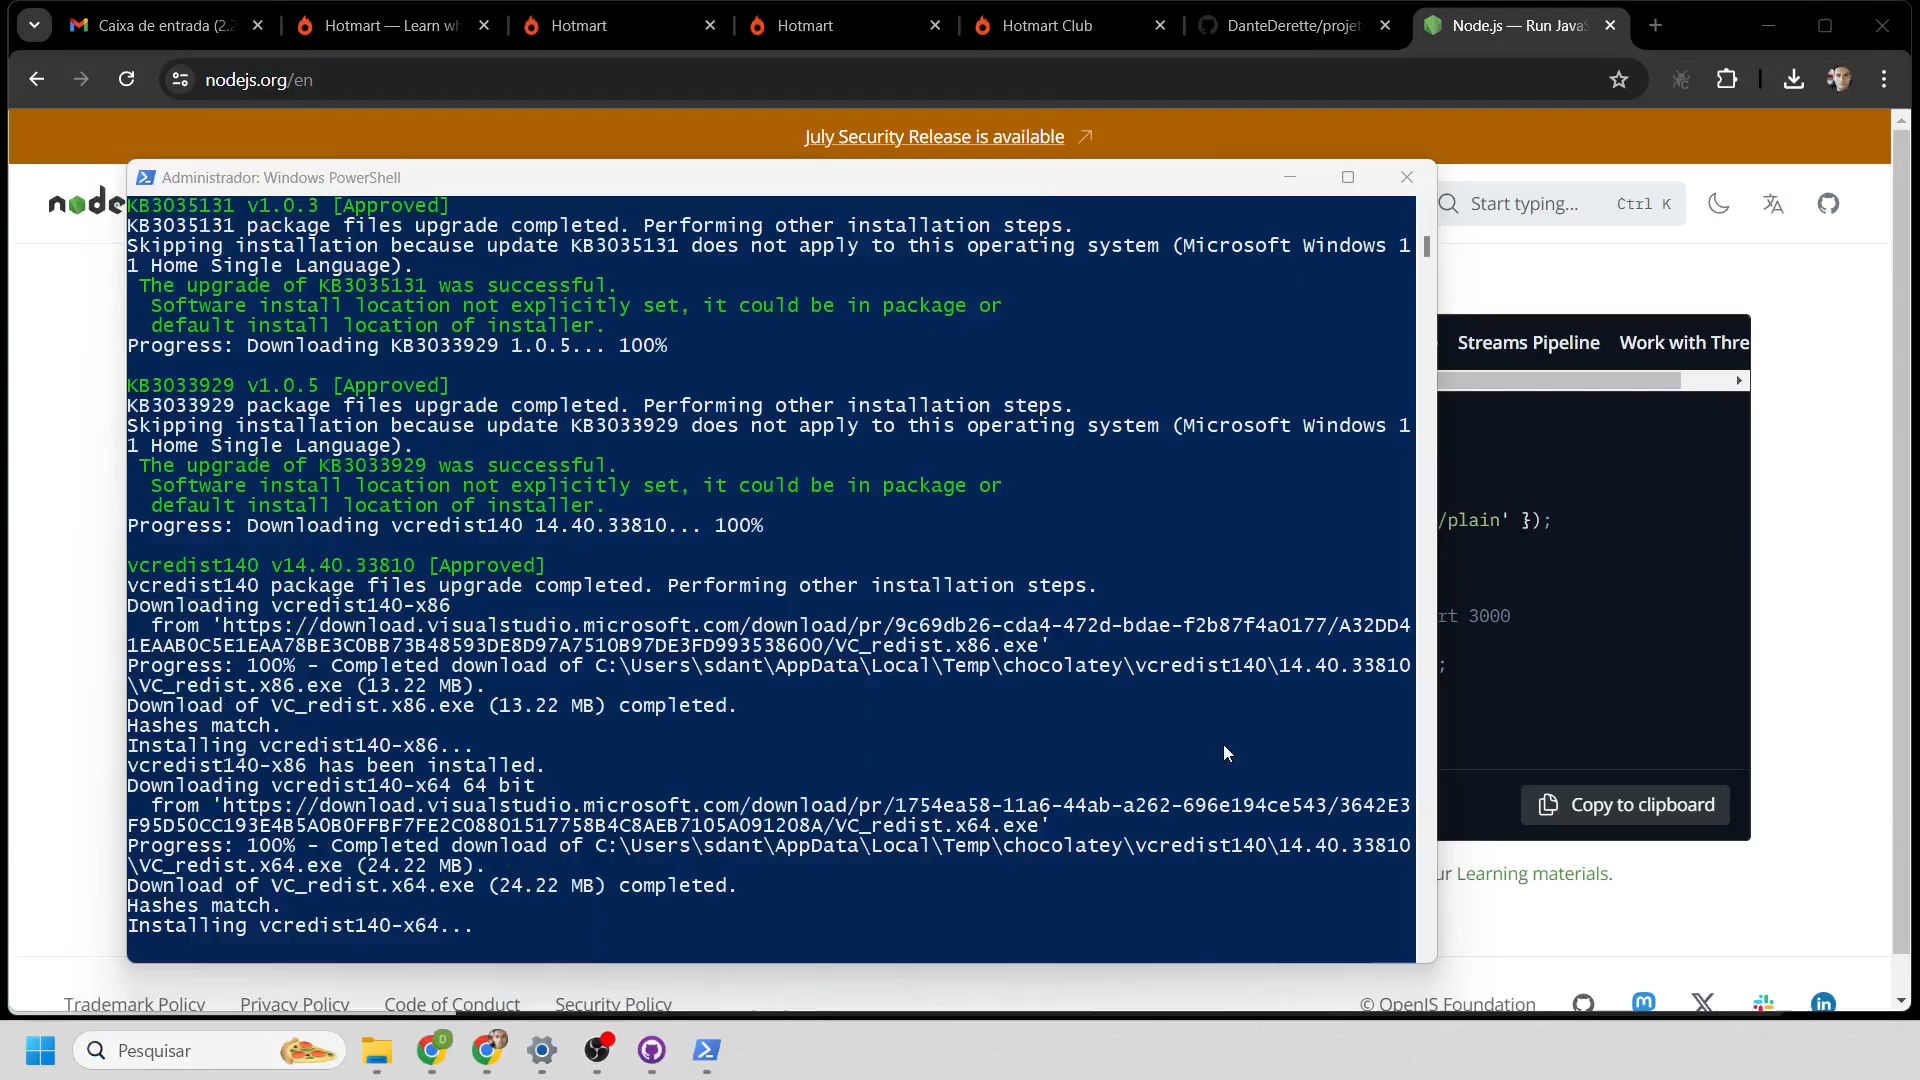 Caixa de entrada (2.2
Hotmart — Learn wh
Hotmart
Hotmart
Hotmart Club
DanteDerette/projet
Node.js — Run JavaS
nodejs.org/en
July Security Release is available
Administrador: Windows PowerShell
node
Start typing...
Ctrl K
KB3035131 v1.0.3 [Approved]
KB3035131 package files upgrade completed. Performing other installation steps.
Skipping installation because update KB3035131 does not apply to this operating system (Microsoft Windows 1
1 Home Single Language).
The upgrade of KB3035131 was successful.
Software install location not explicitly set, it could be in package or
default install location of installer.
Progress: Downloading KB3033929 1.0.5... 100%
KB3033929 v1.0.5 [Approved]
KB3033929 package files upgrade completed. Performing other installation steps.
Skipping installation because update KB3033929 does not apply to this operating system (Microsoft Windows 1
1 Home Single Language).
The upgrade of KB3033929 was successful.
Software install location not explicitly set, it could be in package or
default install location of installer.
Progress: Downloading vcredist140 14.40.33810... 100%
vcredist140 v14.40.33810 [Approved]
vcredist140 package files upgrade completed. Performing other installation steps.
Downloading vcredist140-x86
from 'https://download.visualstudio.microsoft.com/download/pr/9c69db26-cda4-472d-bdae-f2b87f4a0177/A32DD4
1EAAB0C5E1EAA78BE3C0BB73B48593DE8D97A7510B97DE3FD993538600/VC_redist.x86.exe'
Progress: 100% - Completed download of C:\Users\sdant\AppData\Local\Temp\chocolatey\vcredist140\14.40.33810
\VC_redist.x86.exe (13.22 MB).
Download of VC_redist.x86.exe (13.22 MB) completed.
Hashes match.
Installing vcredist140-x86...
vcredist140-x86 has been installed.
Downloading vcredist140-x64 64 bit
from 'https://download.visualstudio.microsoft.com/download/pr/1754ea58-11a6-44ab-a262-696e194ce543/3642E3
F95D50CC193E4B5A0B0FFBF7FE2C08801517758B4C8AEB7105A091208A/VC_redist.x64.exe'
Progress: 100% - Completed download of C:\Users\sdant\AppData\Local\Temp\chocolatey\vcredist140\14.40.33810
\VC_redist.x64.exe (24.22 MB).
Download of VC_redist.x64.exe (24.22 MB) completed.
Hashes match.
Installing vcredist140-x64...
Streams Pipeline
Work with Thre
/plain' });
rt 3000
;
Copy to clipboard
ur Learning materials.
Trademark Policy
Privacy Policy
Code of Conduct
Security Policy
© OpenJS Foundation
Pesquisar